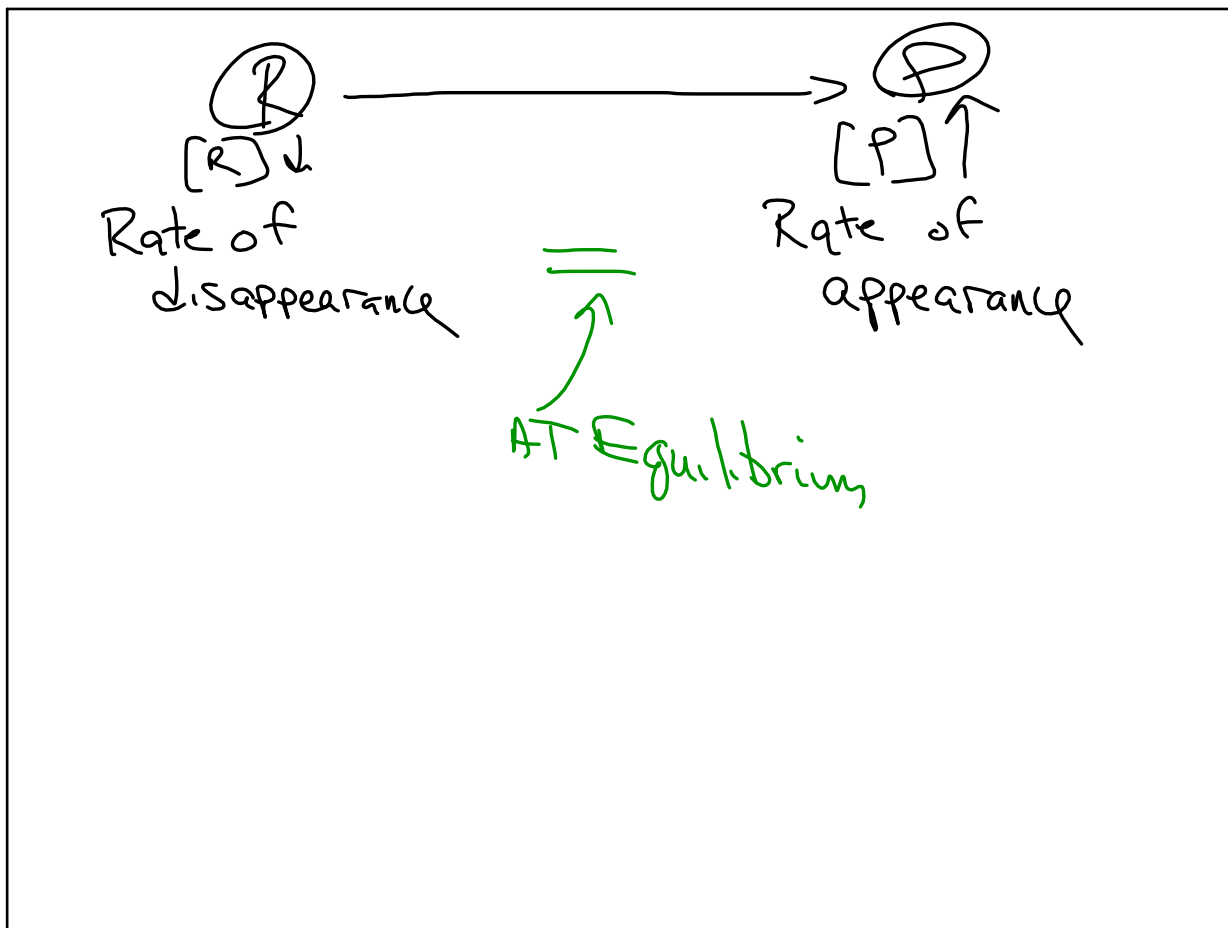 R → P
[R] ↓ [P] ↑
Rate of Rate of
disappearance = appearance
AT Equilibrium